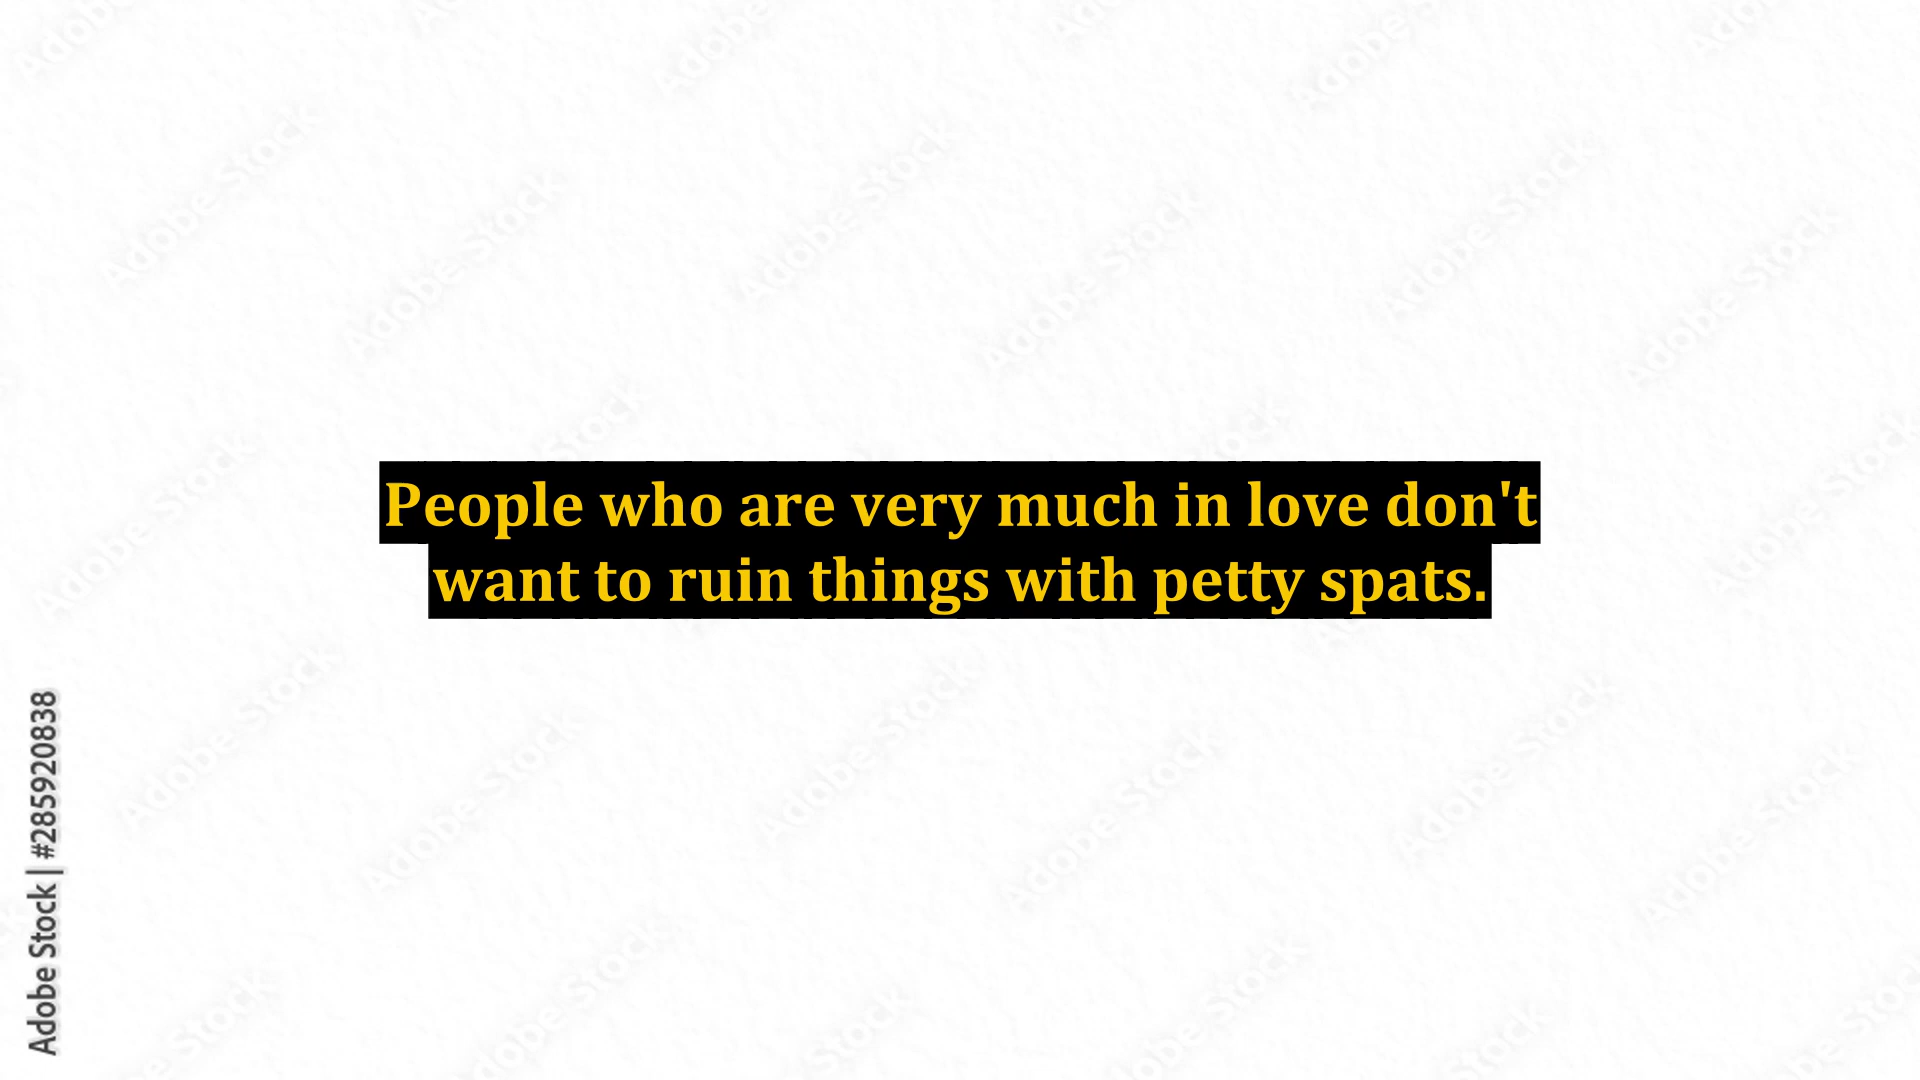 People who are very much in love don't
want to ruin things with petty spats.
Adobe Stock | #285920838